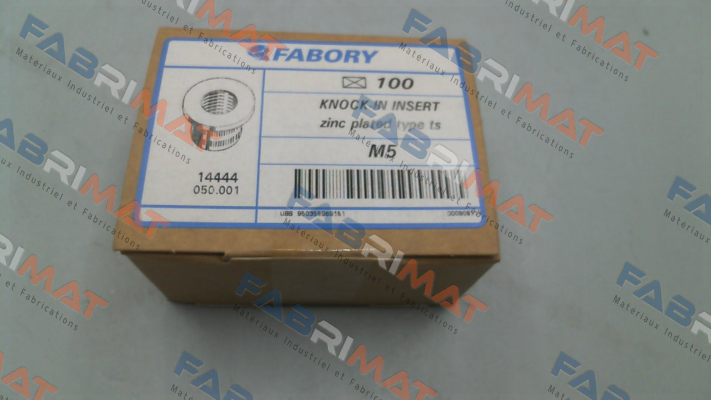 FABORY
100
KNOCK-IN INSERT
zinc plated type ts
M5
14444
050.001
FABRIMAT
Matériaux Industriel et Fabrications